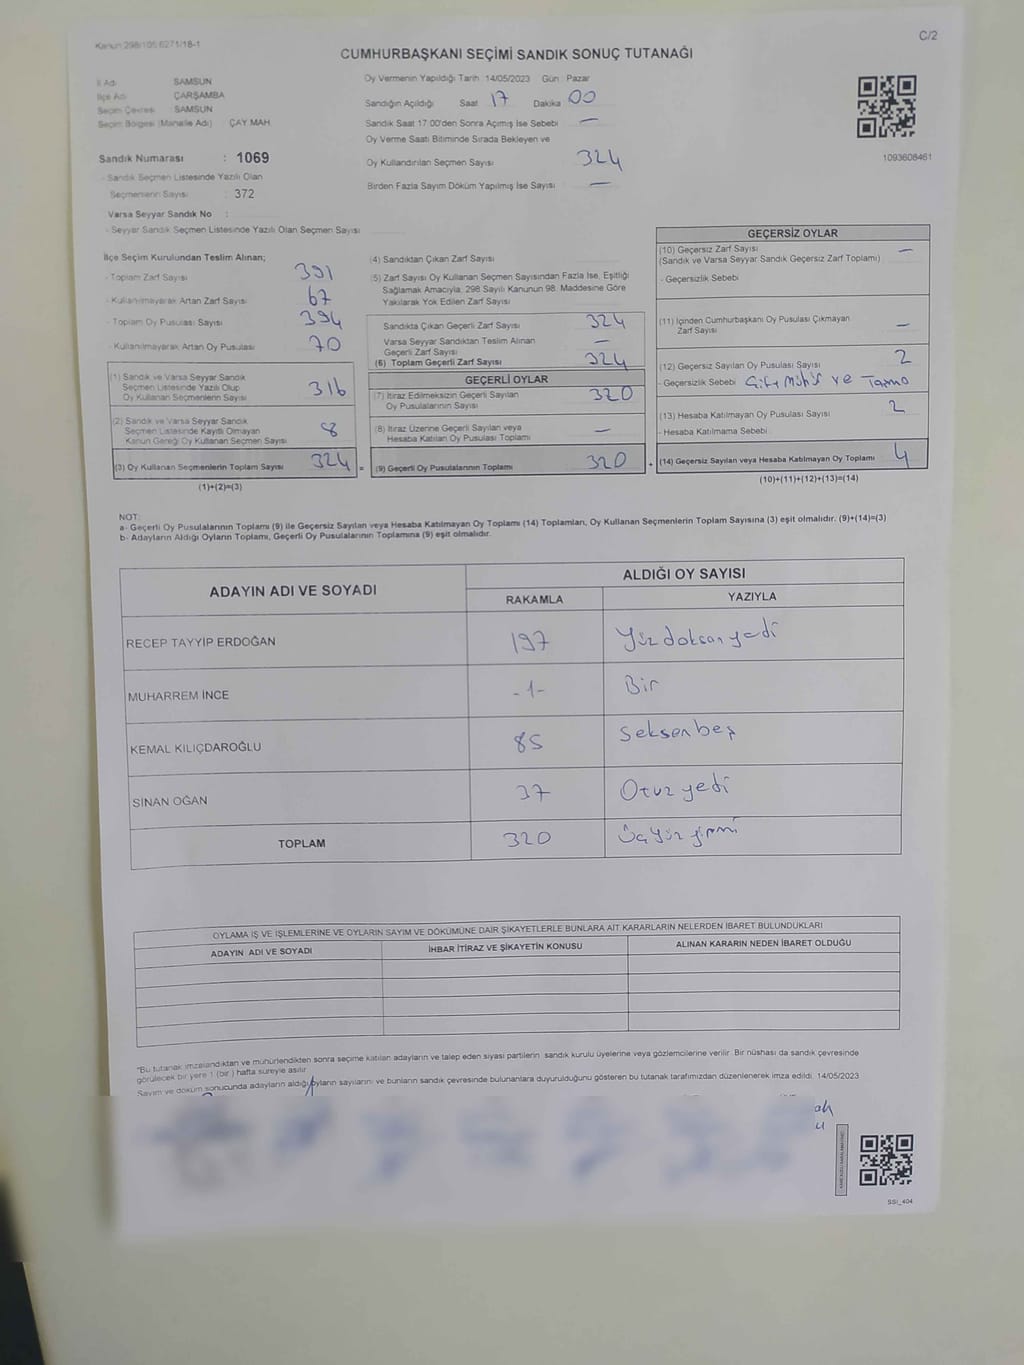 Kanun:298/105.6271/18-1
C/2
CUMHURBAŞKANI SEÇİMİ SANDIK SONUÇ TUTANAĞI
İl Adı SAMSUN
İlçe Adı ÇARŞAMBA
Seçim Çevresi SAMSUN
Seçim Bölgesi (Mahalle Adı) ÇAY MAH
Sandık Numarası : 1069
- Sandık Seçmen Listesinde Yazılı Olan
Seçmenlerin Sayısı : 372
Varsa Seyyar Sandık No :
- Seyyar Sandık Seçmen Listesinde Yazılı Olan Seçmen Sayısı
Oy Vermenin Yapıldığı Tarih 14/05/2023 Gün : Pazar
Sandığın Açıldığı Saat 17 Dakika 00
Sandık Saat 17:00'den Sonra Açımış İse Sebebi —
Oy Verme Saati Bitiminde Sırada Bekleyen ve
Oy Kullandırılan Seçmen Sayısı 324
Birden Fazla Sayım Döküm Yapılmış İse Sayısı —
1093608461
İlçe Seçim Kurulundan Teslim Alınan;
- Toplam Zarf Sayısı 391
- Kullanılmayarak Artan Zarf Sayısı 67
- Toplam Oy Pusulası Sayısı 394
- Kullanılmayarak Artan Oy Pusulası 70
(1) Sandık ve Varsa Seyyar Sandık
Seçmen Listesinde Yazılı Olup
Oy Kullanan Seçmenlerin Sayısı 316
(2) Sandık ve Varsa Seyyar Sandık
Seçmen Listesinde Kayıtlı Olmayan
Kanun Gereği Oy Kullanan Seçmen Sayısı 8
(3) Oy Kullanan Seçmenlerin Toplam Sayısı 324 =
(1)+(2)=(3)
(4) Sandıktan Çıkan Zarf Sayısı
(5) Zarf Sayısı Oy Kullanan Seçmen Sayısından Fazla İse, Eşitliği
Sağlamak Amacıyla, 298 Sayılı Kanunun 98. Maddesine Göre
Yakılarak Yok Edilen Zarf Sayısı
Sandıkta Çıkan Geçerli Zarf Sayısı 324
Varsa Seyyar Sandıktan Teslim Alınan
Geçerli Zarf Sayısı —
(6) Toplam Geçerli Zarf Sayısı 324
GEÇERLİ OYLAR
(7) İtiraz Edilmeksizin Geçerli Sayılan
Oy Pusulalarının Sayısı 320
(8) İtiraz Üzerine Geçerli Sayılan veya
Hesaba Katılan Oy Pusulası Toplamı —
(9) Geçerli Oy Pusulalarının Toplamı 320 +
GEÇERSİZ OYLAR
(10) Geçersiz Zarf Sayısı —
(Sandık ve Varsa Seyyar Sandık Geçersiz Zarf Toplamı)
- Geçersizlik Sebebi
(11) İçinden Cumhurbaşkanı Oy Pusulası Çıkmayan
Zarf Sayısı —
(12) Geçersiz Sayılan Oy Pusulası Sayısı 2
- Geçersizlik Sebebi Çift Mühür ve
(13) Hesaba Katılmayan Oy Pusulası Sayısı 2
- Hesaba Katılmama Sebebi
(14) Geçersiz Sayılan veya Hesaba Katılmayan Oy Toplamı 4
(10)+(11)+(12)+(13)=(14)
NOT:
a- Geçerli Oy Pusulalarının Toplamı (9) ile Geçersiz Sayılan veya Hesaba Katılmayan Oy Toplamı (14) Toplamları, Oy Kullanan Seçmenlerin Toplam Sayısına (3) eşit olmalıdır. (9)+(14)=(3)
b- Adayların Aldığı Oyların Toplamı, Geçerli Oy Pusulalarının Toplamına (9) eşit olmalıdır.
ADAYIN ADI VE SOYADI
ALDIĞI OY SAYISI
RAKAMLA YAZIYLA
RECEP TAYYİP ERDOĞAN 197 Yüz doksan yedi
MUHARREM İNCE -1- Bir
KEMAL KILIÇDAROĞLU 85 Seksen beş
SİNAN OĞAN 37 Otuz yedi
TOPLAM 320 Üç yüz yirmi
OYLAMA İŞ VE İŞLEMLERİNE VE OYLARIN SAYIM VE DÖKÜMÜNE DAİR ŞİKAYETLERLE BUNLARA AİT KARARLARIN NELERDEN İBARET BULUNDUKLARI
ADAYIN ADI VE SOYADI İHBAR İTİRAZ VE ŞİKAYETİN KONUSU ALINAN KARARIN NEDEN İBARET OLDUĞU
"Bu tutanak imzalandıktan ve mühürlendikten sonra seçime katılan adayların ve talep eden siyasi partilerin sandık kurulu üyelerine veya gözlemcilerine verilir. Bir nüshası da sandık çevresinde
görülecek bir yere 1 (bir ) hafta süreyle asılır.
Sayım ve döküm sonucunda adayların aldığı oyların sayılarını ve bunların sandık çevresinde bulunanlara duyurulduğunu gösteren bu tutanak tarafımızdan düzenlenerek imza edildi. 14/05/2023
SSI_404